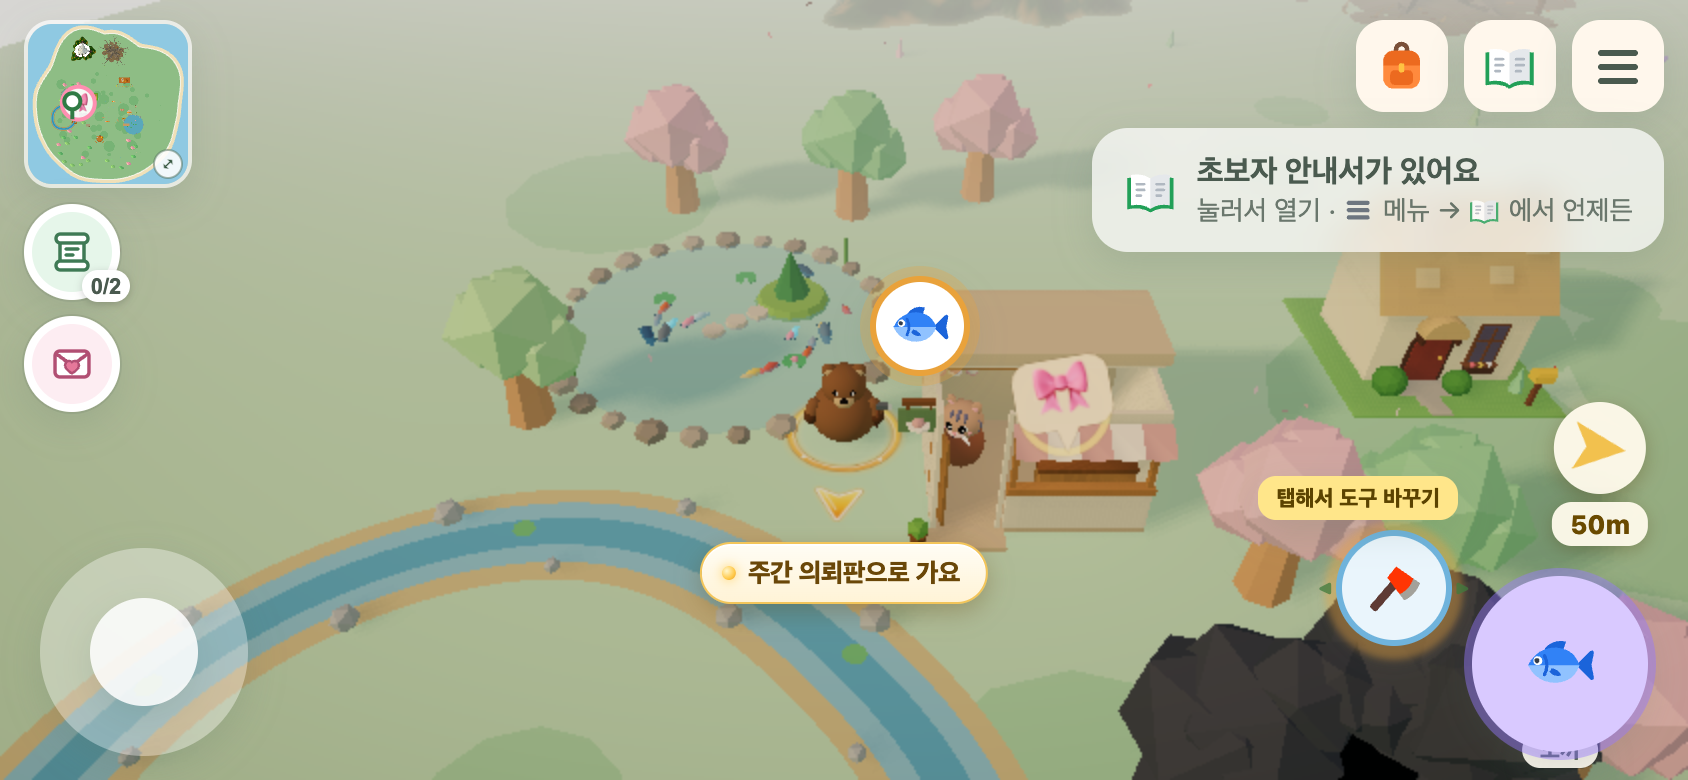 초보자 안내서가 있어요
눌러서 열기 · 메뉴 → 에서 언제든
0/2
탭해서 도구 바꾸기
50m
주간 의뢰판으로 가요